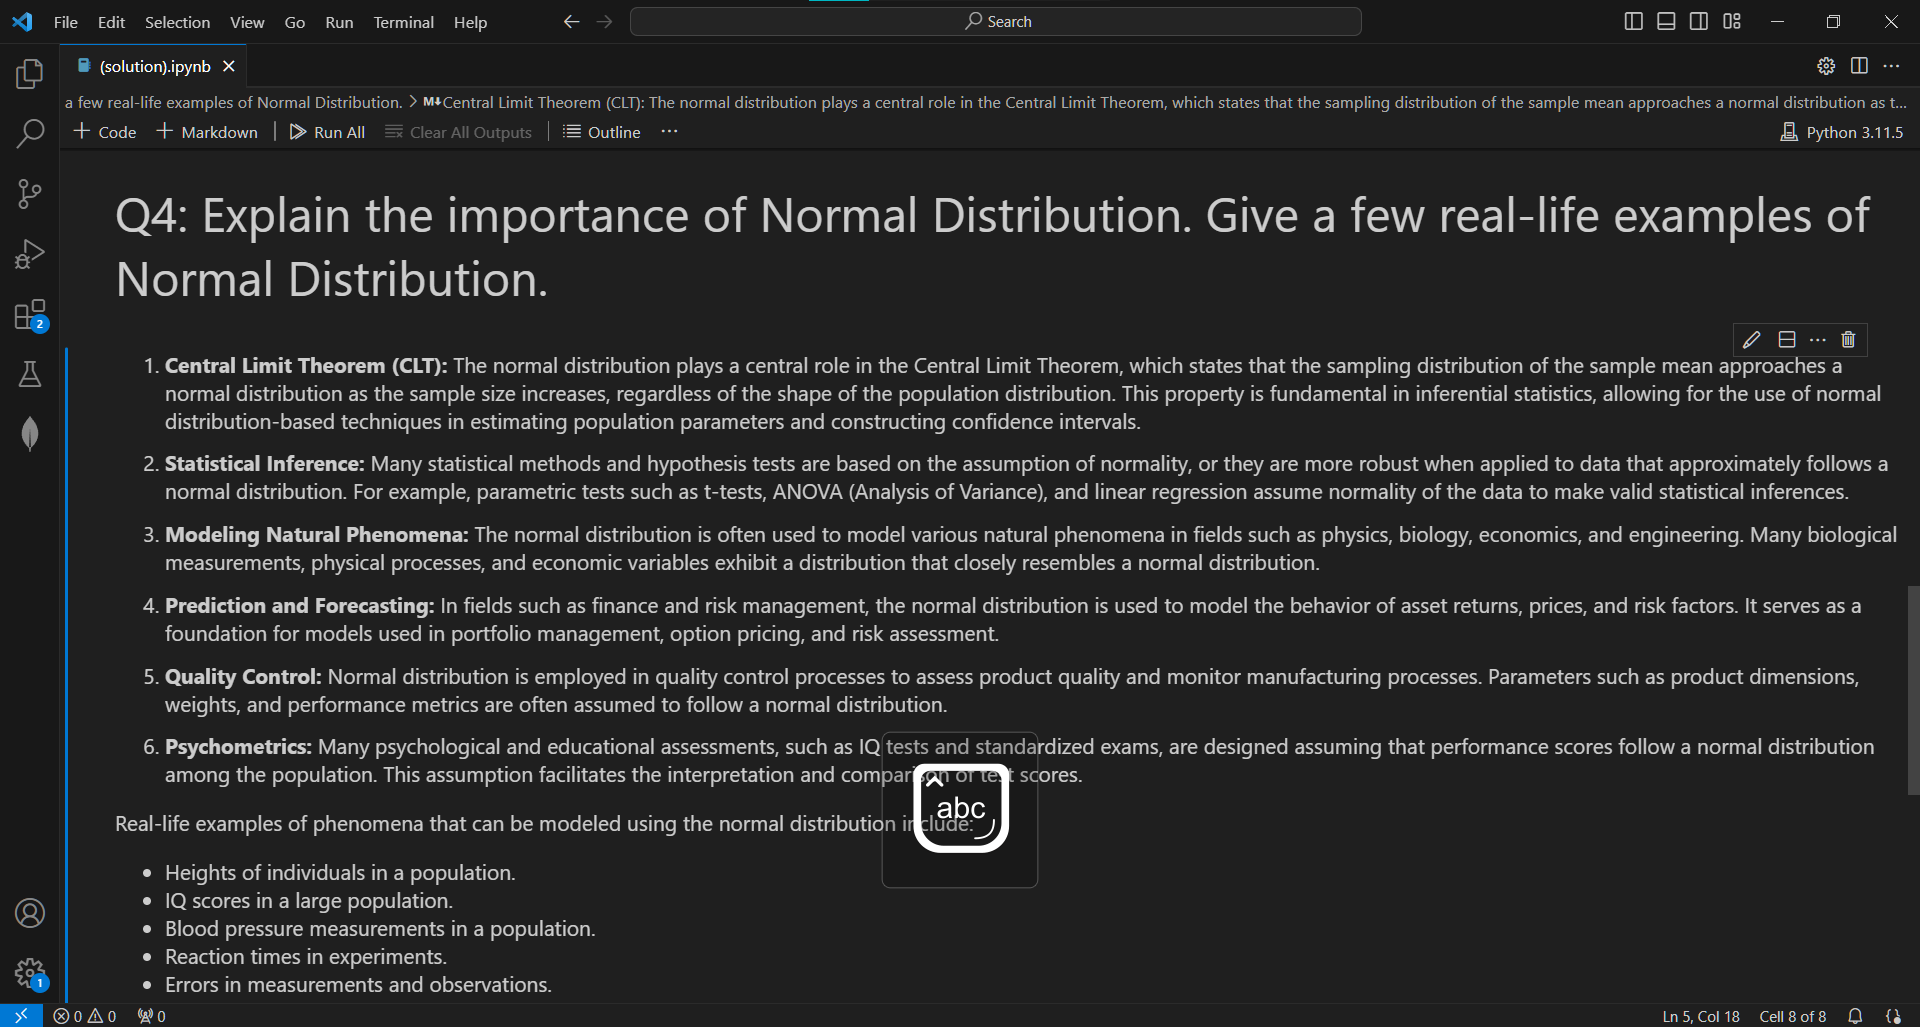 File Edit Selection View Go Run Terminal Help Search
(solution).ipynb
a few real-life examples of Normal Distribution. > M↓Central Limit Theorem (CLT): The normal distribution plays a central role in the Central Limit Theorem, which states that the sampling distribution of the sample mean approaches a normal distribution as t...
+ Code + Markdown Run All Clear All Outputs Outline ... Python 3.11.5
Q4: Explain the importance of Normal Distribution. Give a few real-life examples of
Normal Distribution.
1. Central Limit Theorem (CLT): The normal distribution plays a central role in the Central Limit Theorem, which states that the sampling distribution of the sample mean approaches a
normal distribution as the sample size increases, regardless of the shape of the population distribution. This property is fundamental in inferential statistics, allowing for the use of normal
distribution-based techniques in estimating population parameters and constructing confidence intervals.
2. Statistical Inference: Many statistical methods and hypothesis tests are based on the assumption of normality, or they are more robust when applied to data that approximately follows a
normal distribution. For example, parametric tests such as t-tests, ANOVA (Analysis of Variance), and linear regression assume normality of the data to make valid statistical inferences.
3. Modeling Natural Phenomena: The normal distribution is often used to model various natural phenomena in fields such as physics, biology, economics, and engineering. Many biological
measurements, physical processes, and economic variables exhibit a distribution that closely resembles a normal distribution.
4. Prediction and Forecasting: In fields such as finance and risk management, the normal distribution is used to model the behavior of asset returns, prices, and risk factors. It serves as a
foundation for models used in portfolio management, option pricing, and risk assessment.
5. Quality Control: Normal distribution is employed in quality control processes to assess product quality and monitor manufacturing processes. Parameters such as product dimensions,
weights, and performance metrics are often assumed to follow a normal distribution.
6. Psychometrics: Many psychological and educational assessments, such as IQ tests and standardized exams, are designed assuming that performance scores follow a normal distribution
among the population. This assumption facilitates the interpretation and comparison of test scores.
abc
Real-life examples of phenomena that can be modeled using the normal distribution include:
• Heights of individuals in a population.
• IQ scores in a large population.
• Blood pressure measurements in a population.
• Reaction times in experiments.
• Errors in measurements and observations.
2
1
0 0 0 Ln 5, Col 18 Cell 8 of 8